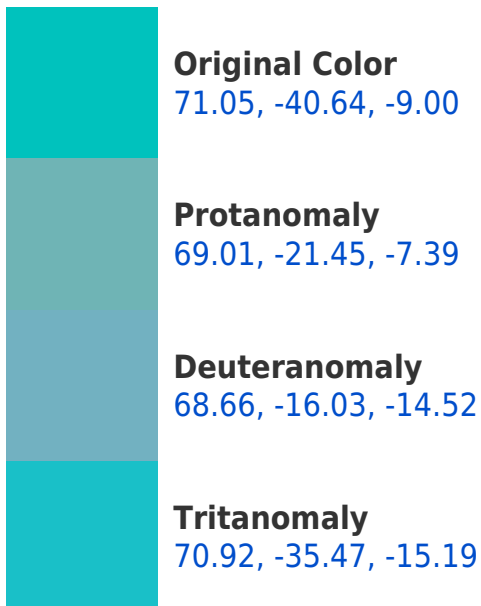 Original Color
71.05, -40.64, -9.00
Protanomaly
69.01, -21.45, -7.39
Deuteranomaly
68.66, -16.03, -14.52
Tritanomaly
70.92, -35.47, -15.19